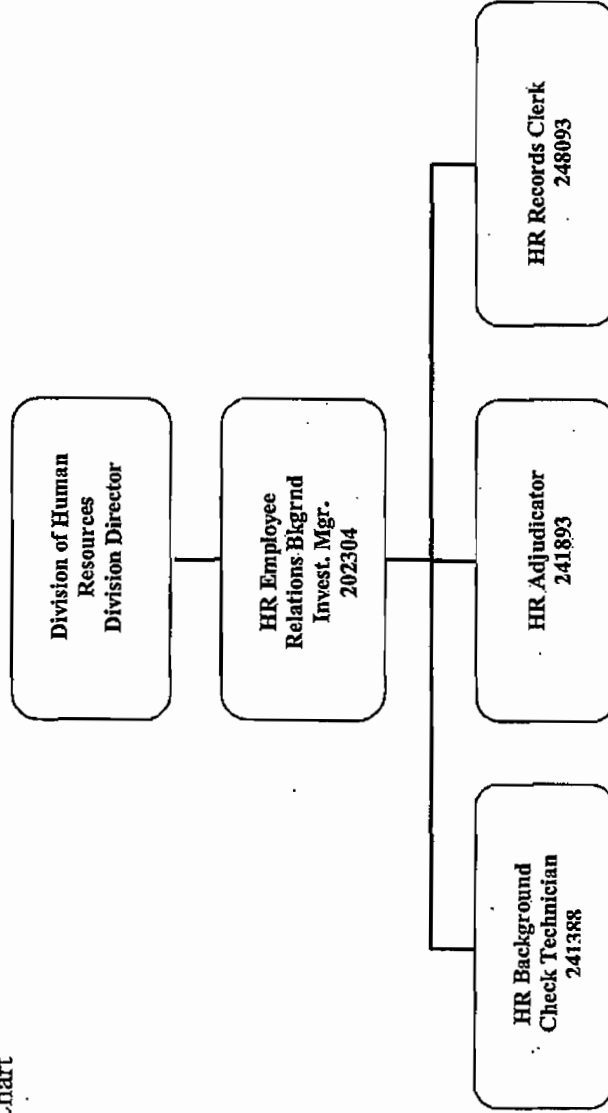 Division of Human
Resources
Division Director
HR Employee
Relations Bkgrnd
Invest. Mgr.
202304
HR Background
Check Technician
241388
HR Adjudicator
241893
HR Records Clerk
248093